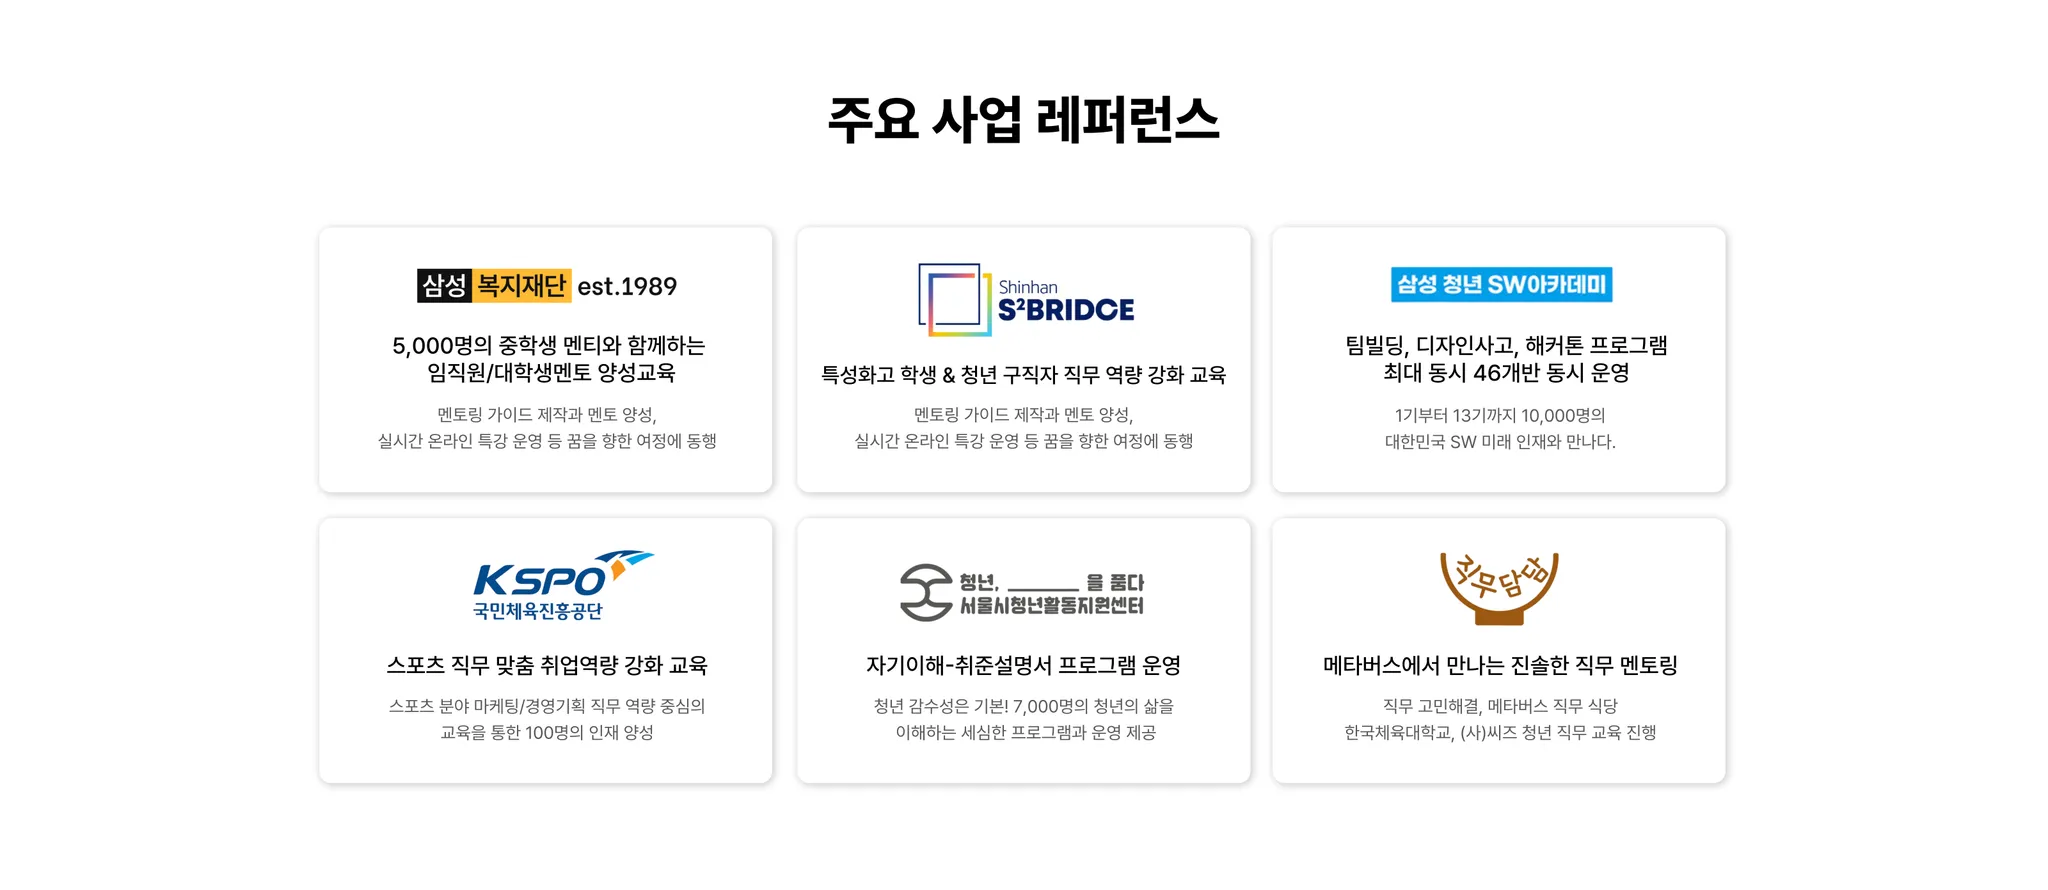 주요 사업 레퍼런스
삼성 복지재단 est.1989
5,000명의 중학생 멘티와 함께하는
임직원/대학생멘토 양성교육
멘토링 가이드 제작과 멘토 양성,
실시간 온라인 특강 운영 등 꿈을 향한 여정에 동행
Shinhan
S²BRIDGE
특성화고 학생 & 청년 구직자 직무 역량 강화 교육
멘토링 가이드 제작과 멘토 양성,
실시간 온라인 특강 운영 등 꿈을 향한 여정에 동행
삼성 청년 SW아카데미
팀빌딩, 디자인사고, 해커톤 프로그램
최대 동시 46개반 동시 운영
1기부터 13기까지 10,000명의
대한민국 SW 미래 인재와 만나다.
KSPO
국민체육진흥공단
스포츠 직무 맞춤 취업역량 강화 교육
스포츠 분야 마케팅/경영기획 직무 역량 중심의
교육을 통한 100명의 인재 양성
청년, ________ 을 품다
서울시청년활동지원센터
자기이해-취준설명서 프로그램 운영
청년 감수성은 기본! 7,000명의 청년의 삶을
이해하는 세심한 프로그램과 운영 제공
직무담담
메타버스에서 만나는 진솔한 직무 멘토링
직무 고민해결, 메타버스 직무 식당
한국체육대학교, (사)씨즈 청년 직무 교육 진행